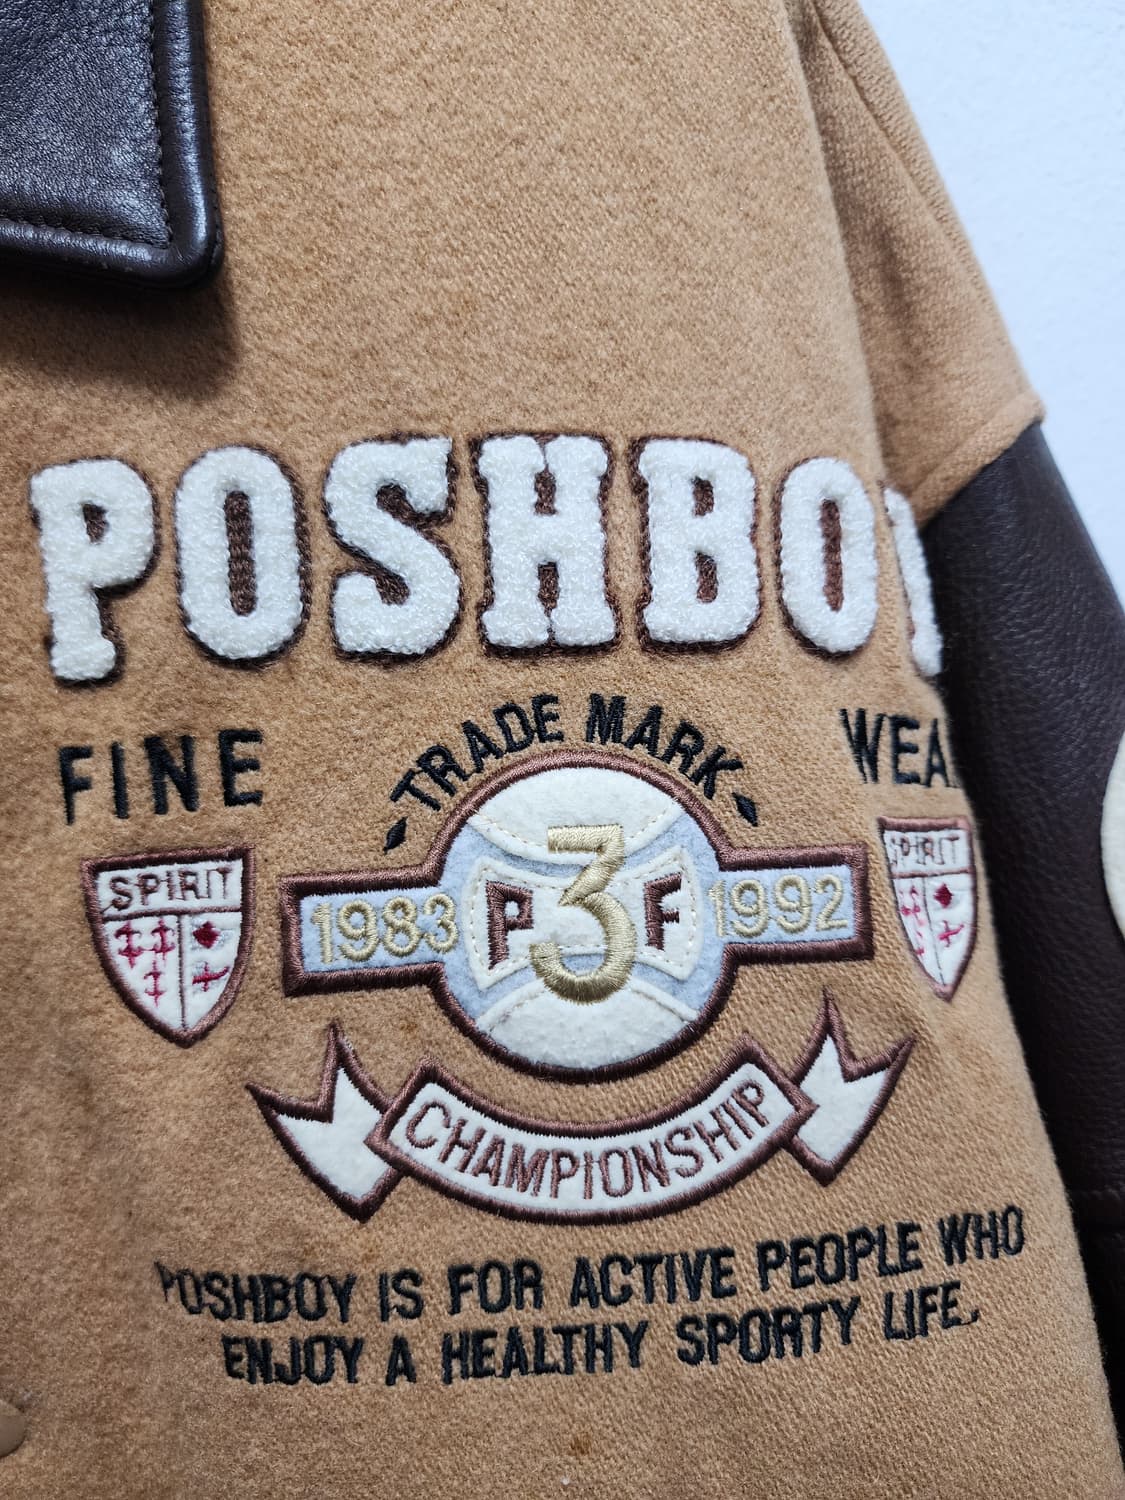 POSHBOY
TRADE MARK
FINE WEA
SPIRIT SPIRIT
1983 P 3 F 1992
CHAMPIONSHIP
POSHBOY IS FOR ACTIVE PEOPLE WHO
ENJOY A HEALTHY SPORTY LIFE.